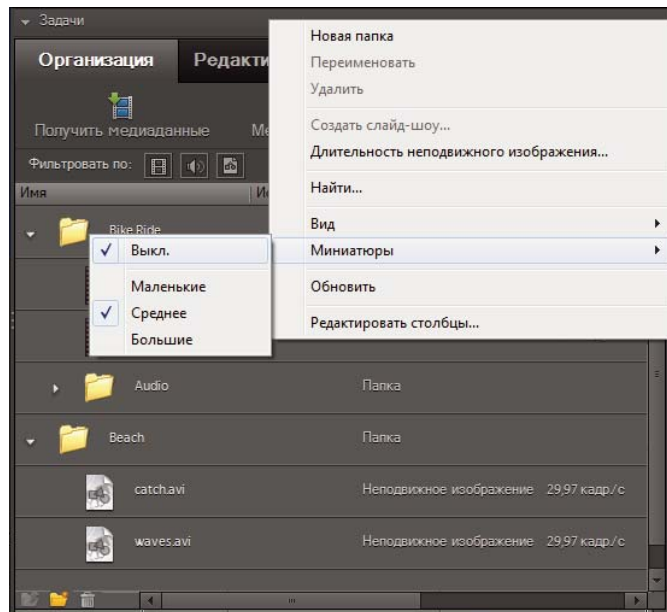 Задачи
Организация
Редакти
Получить медиаданные
Ме
Фильтровать по:
Имя
Ис
Bike Ride
Новая папка
Переименовать
Удалить
Создать слайд-шоу...
Длительность неподвижного изображения...
Найти...
Вид
Миниатюры
Обновить
Редактировать столбцы...
Выкл.
Маленькие
Среднее
Большие
Audio Папка
Beach Папка
catch.avi Неподвижное изображение 29,97 кадр/с
waves.avi Неподвижное изображение 29,97 кадр/с